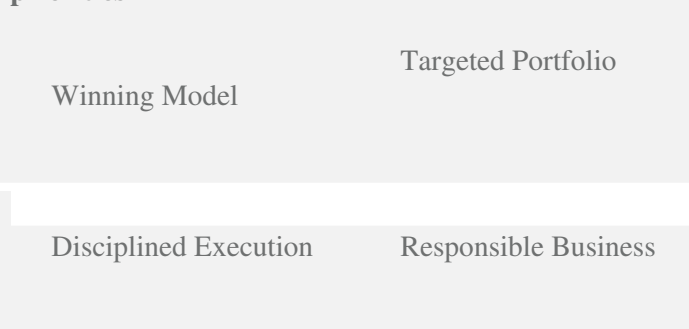 Targeted Portfolio
Winning Model
Disciplined Execution
Responsible Business